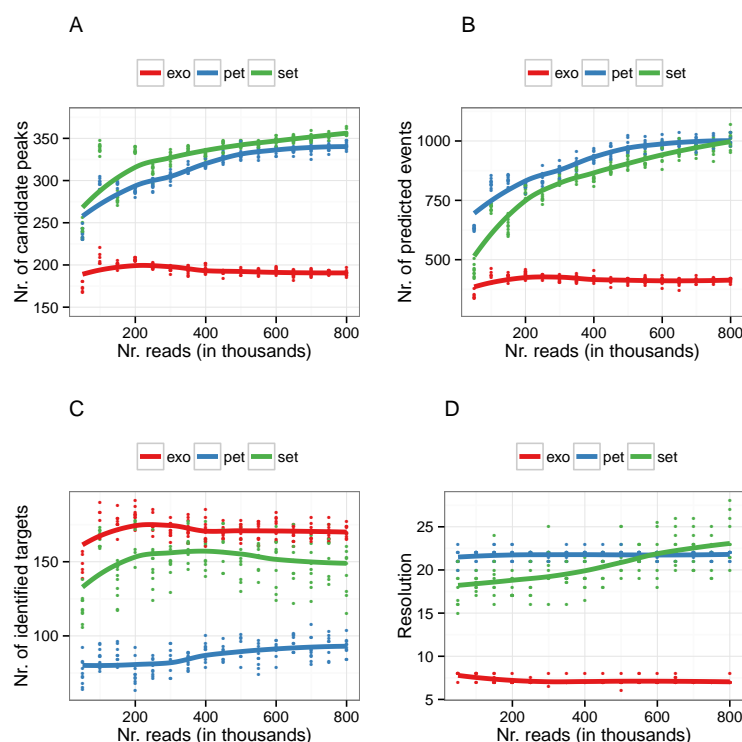 A
exo pet set
Nr. of candidate peaks
350
300
250
200
150
200 400 600 800
Nr. reads (in thousands)
B
exo pet set
Nr. of predicted events
1000
750
500
200 400 600 800
Nr. reads (in thousands)
C
exo pet set
Nr. of identified targets
150
100
200 400 600 800
Nr. reads (in thousands)
D
exo pet set
Resolution
25
20
15
10
5
200 400 600 800
Nr. reads (in thousands)